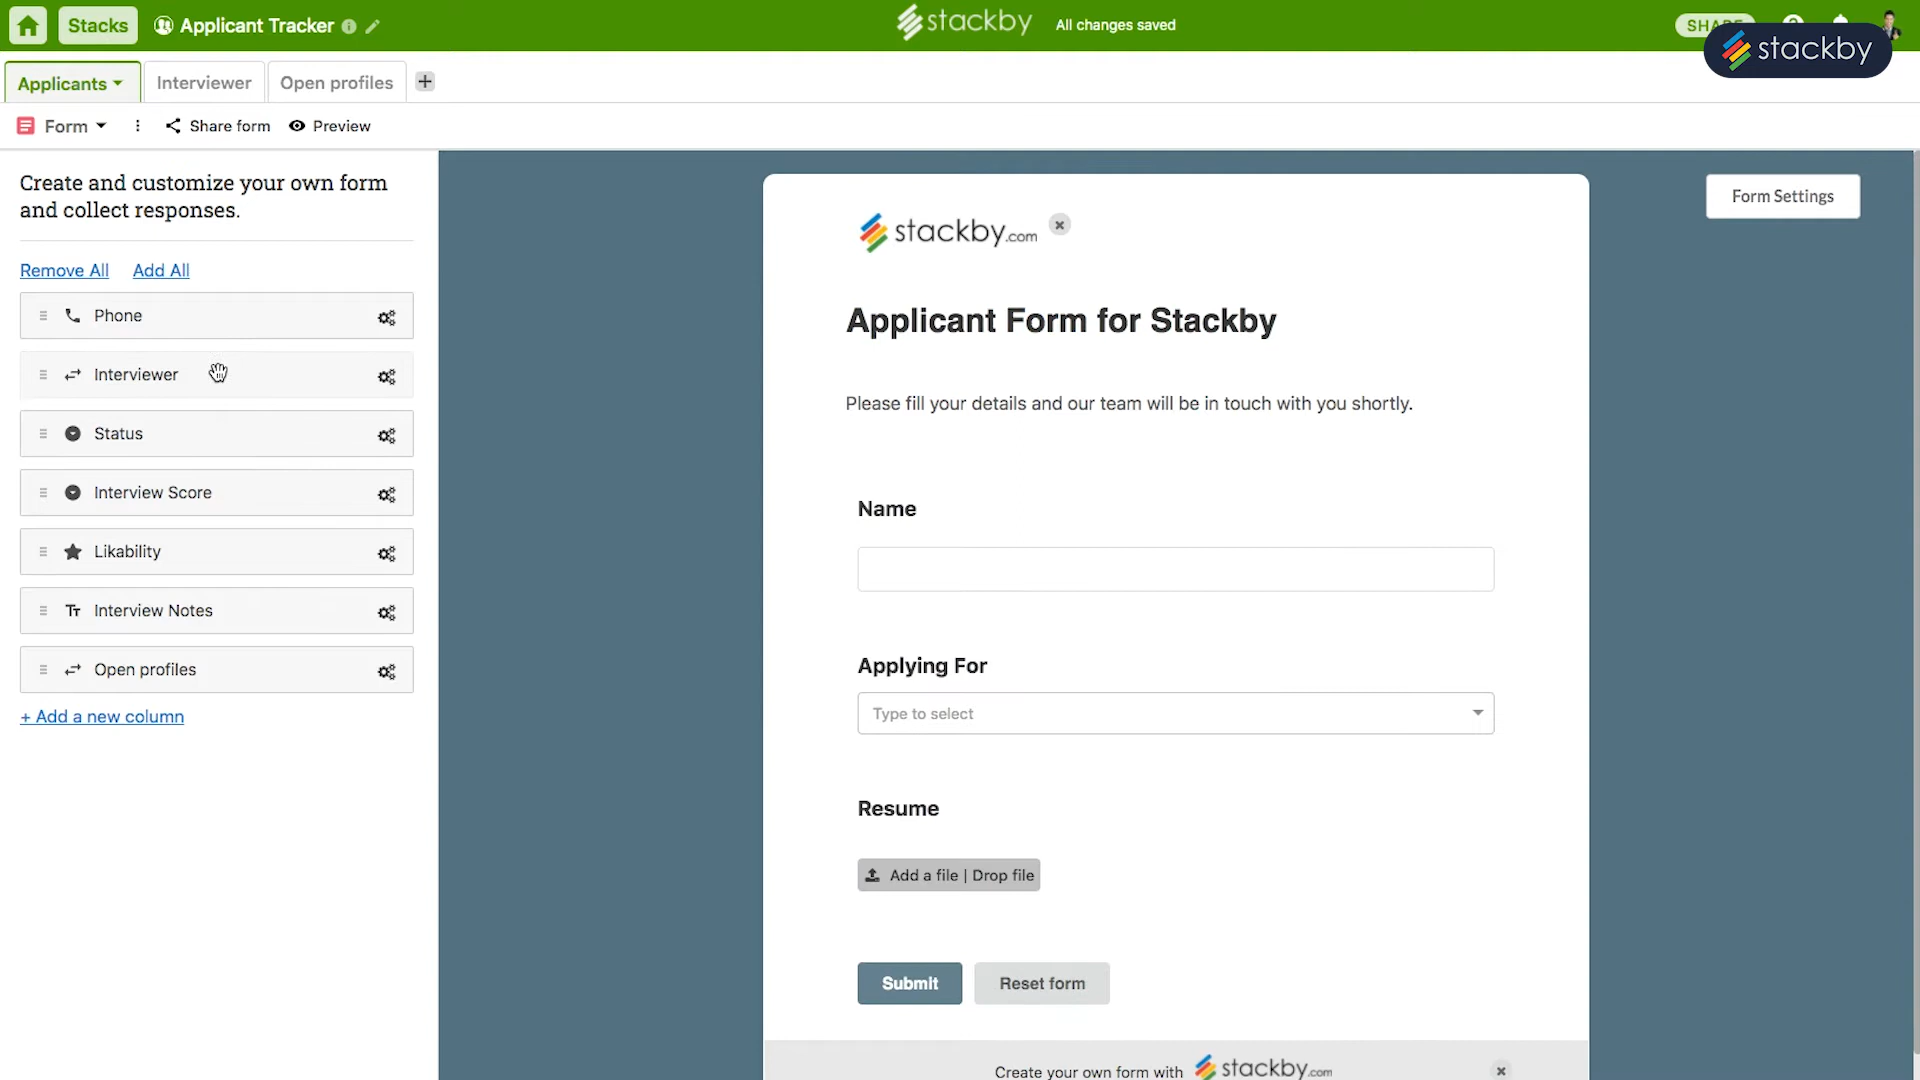 Stacks
Applicant Tracker
stackby
All changes saved
SHARE
stackby
Applicants
Interviewer
Open profiles
Form
Share form
Preview
Create and customize your own form
and collect responses.
Remove All
Add All
Phone
Interviewer
Status
Interview Score
Likability
Interview Notes
Open profiles
+ Add a new column
Form Settings
stackby.com
Applicant Form for Stackby
Please fill your details and our team will be in touch with you shortly.
Name
Applying For
Type to select
Resume
Add a file | Drop file
Submit
Reset form
Create your own form with stackby.com